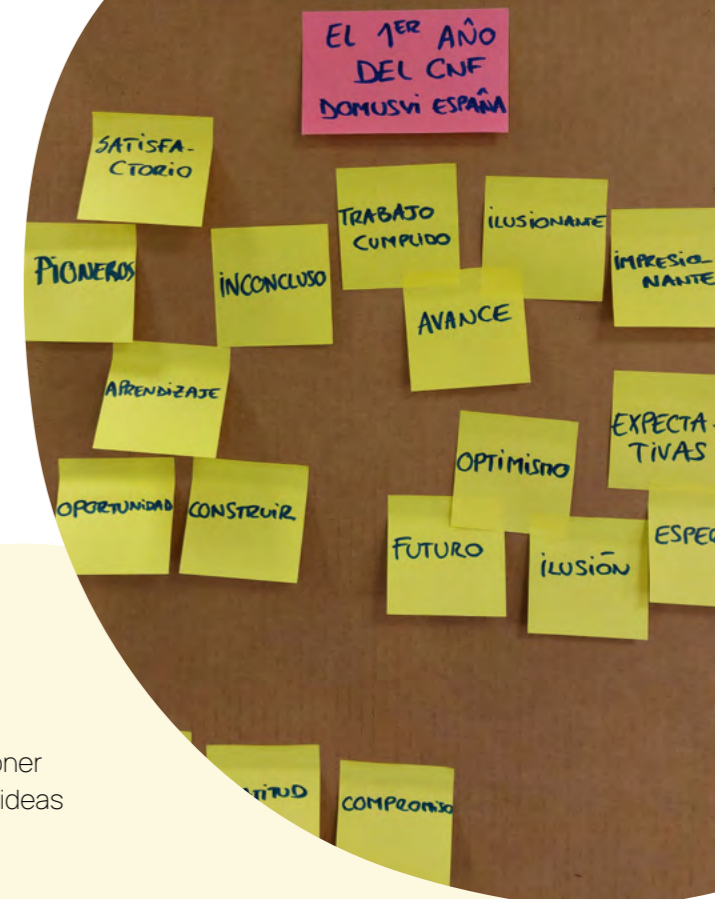 EL 1ER AÑO
DEL CNF
DOMUSVI ESPAÑA
SATISFA-
CTORIO
PIONEROS
INCONCLUSO
TRABAJO
CUMPLIDO
ILUSIONANTE
IMPRESIO-
NANTE
AVANCE
APRENDIZAJE
OPORTUNIDAD
CONSTRUIR
OPTIMISMO
EXPECTA-
TIVAS
FUTURO
ILUSIÓN
COMPROMISO
ideas